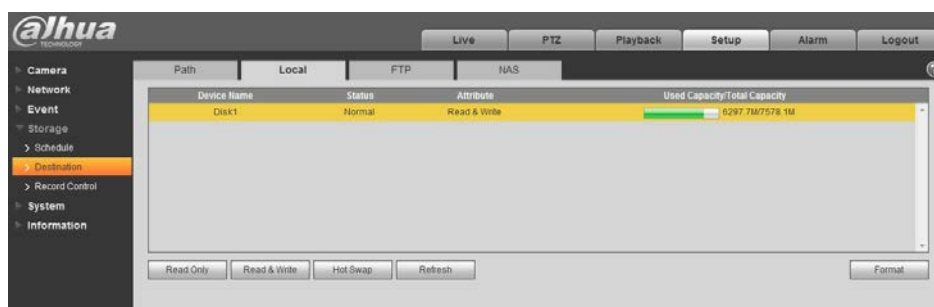 alhua
TECHNOLOGY
Live PTZ Playback Setup Alarm Logout
Camera
Network
Event
Storage
Schedule
Destination
Record Control
System
Information
Path Local FTP NAS
Device Name Status Attribute Used Capacity/Total Capacity
Disk1 Normal Read & Write 6297.7M/7578.1M
Read Only Read & Write Hot Swap Refresh Format